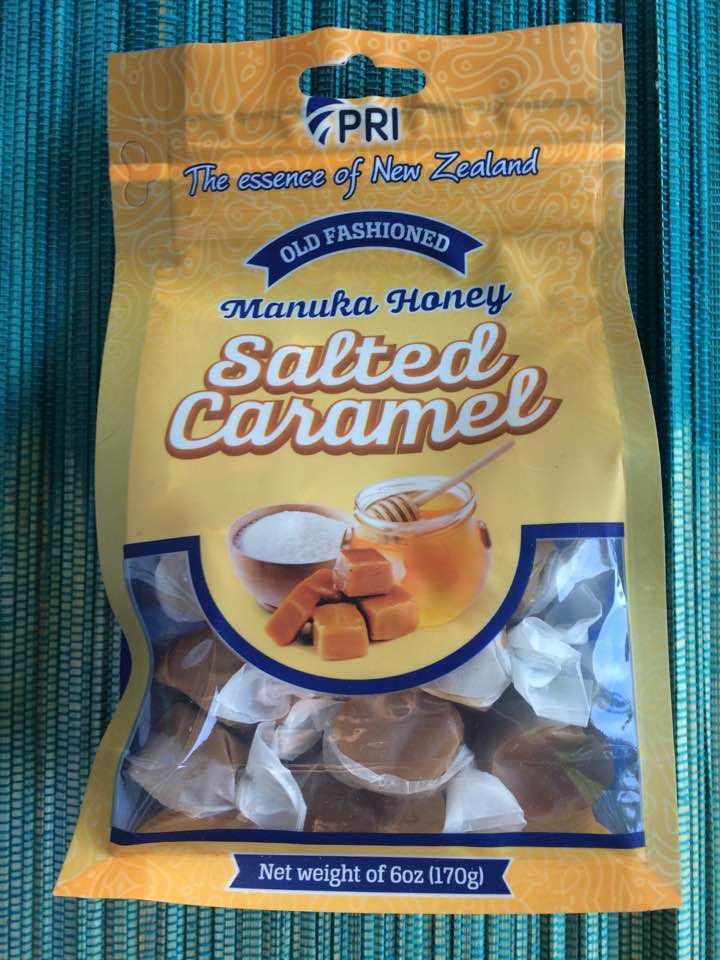 PRI
The essence of New Zealand
OLD FASHIONED
Manuka Honey
Salted
Caramel
Net weight of 6oz (170g)